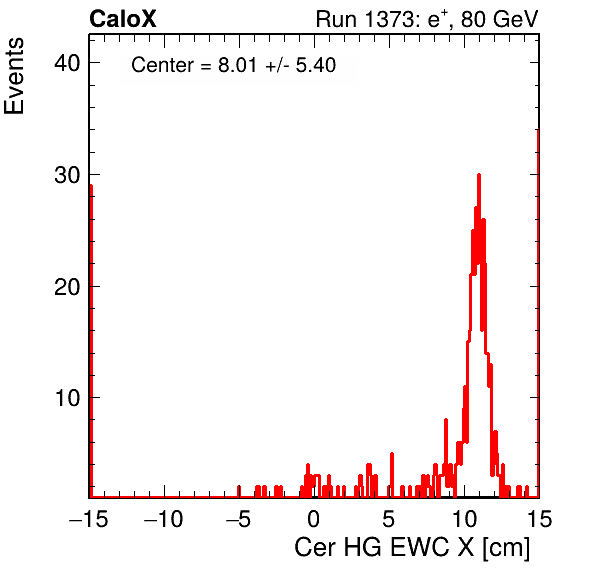 CaloX Run 1373: e⁺, 80 GeV
Events
Center = 8.01 +/- 5.40
40
30
20
10
−15 −10 −5 0 5 10 15
Cer HG EWC X [cm]